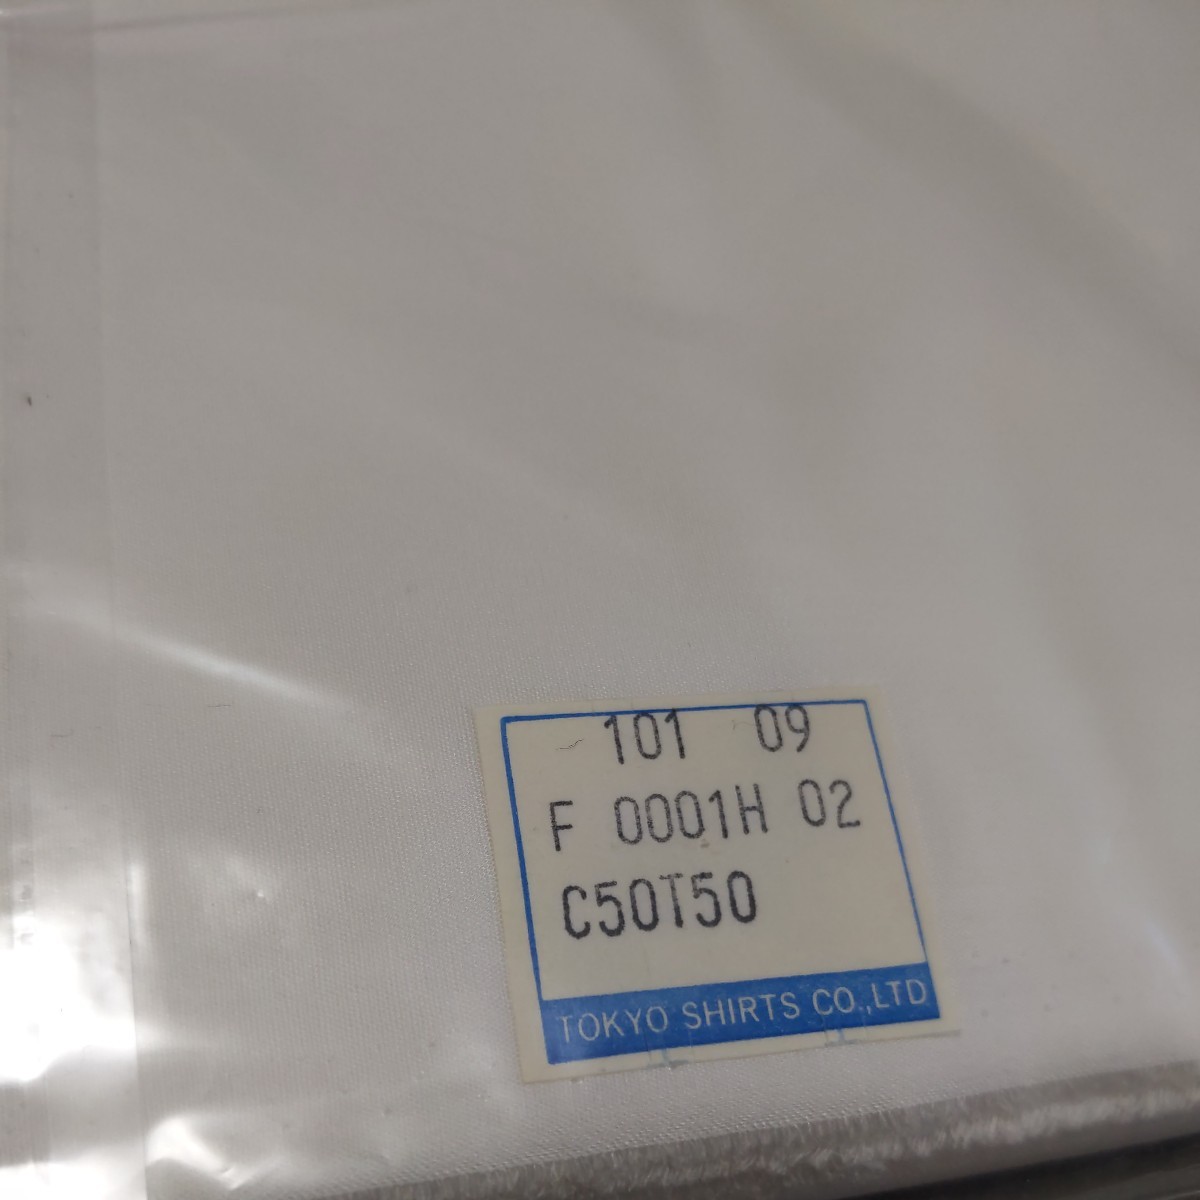 101 09
F 0001H 02
C50T50
TOKYO SHIRTS CO.,LTD